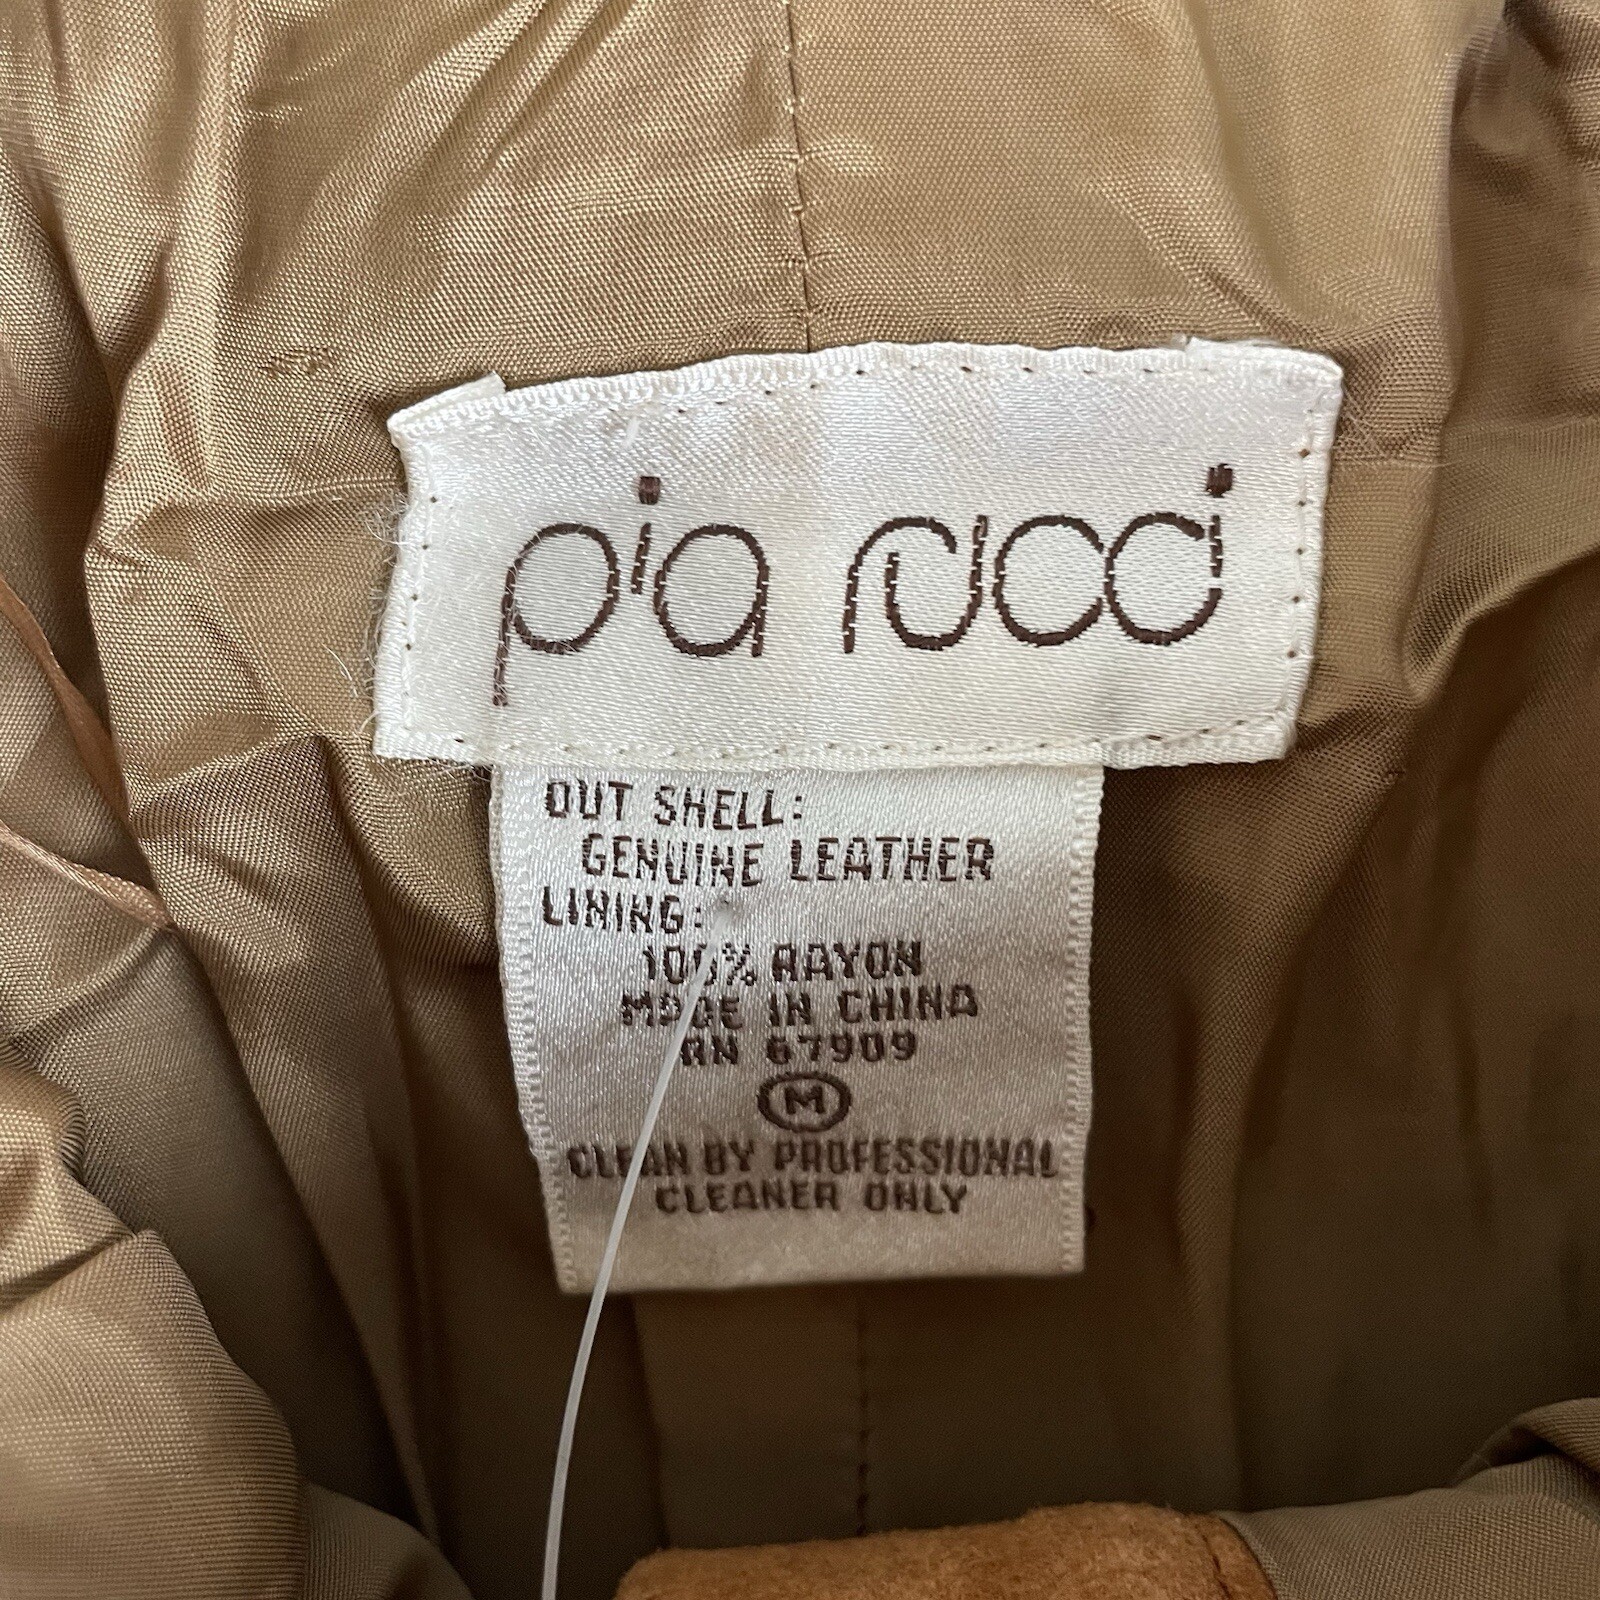 pia rucci
OUT SHELL:
GENUINE LEATHER
LINING:
100% RAYON
MADE IN CHINA
RN 67909
M
CLEAN BY PROFESSIONAL
CLEANER ONLY